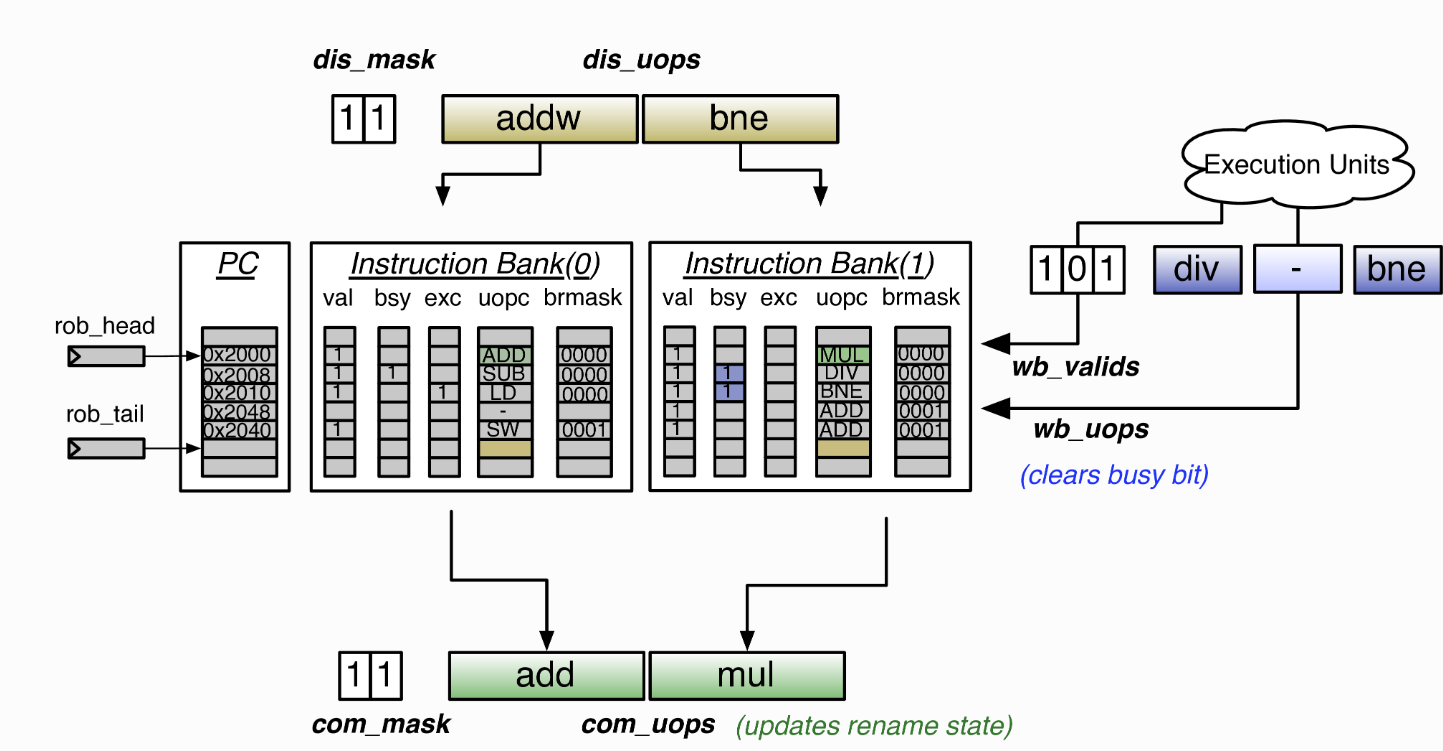 dis_mask dis_uops
1 1 addw bne
Execution Units
PC Instruction Bank(0) Instruction Bank(1) 1 0 1 div - bne
val bsy exc uopc brmask val bsy exc uopc brmask
rob_head
0x2000 1 ADD 0000 1 MUL 0000
wb_valids
0x2008 1 1 SUB 0000 1 1 DIV 0000
0x2010 1 1 LD 0000 1 1 BNE 0000
rob_tail
0x2048 - 1 ADD 0001
0x2040 1 SW 0001 1 ADD 0001
wb_uops
(clears busy bit)
1 1 add mul
com_mask com_uops (updates rename state)